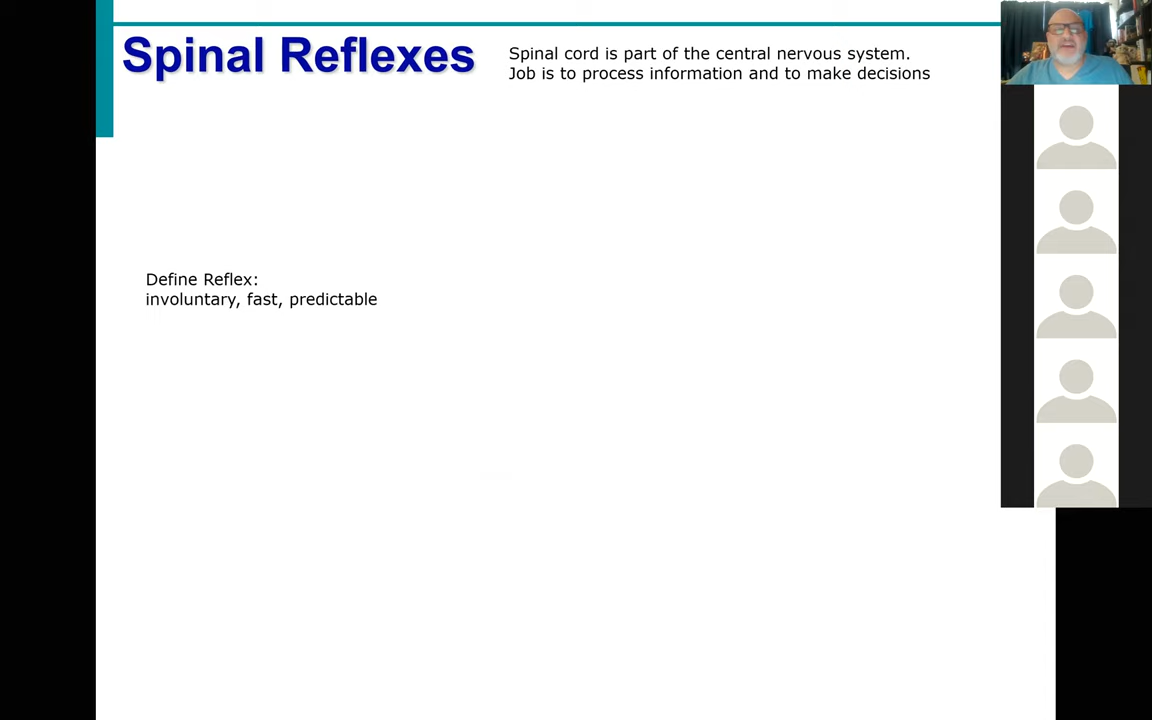 Spinal Reflexes
Spinal cord is part of the central nervous system.
Job is to process information and to make decisions
Define Reflex:
involuntary, fast, predictable